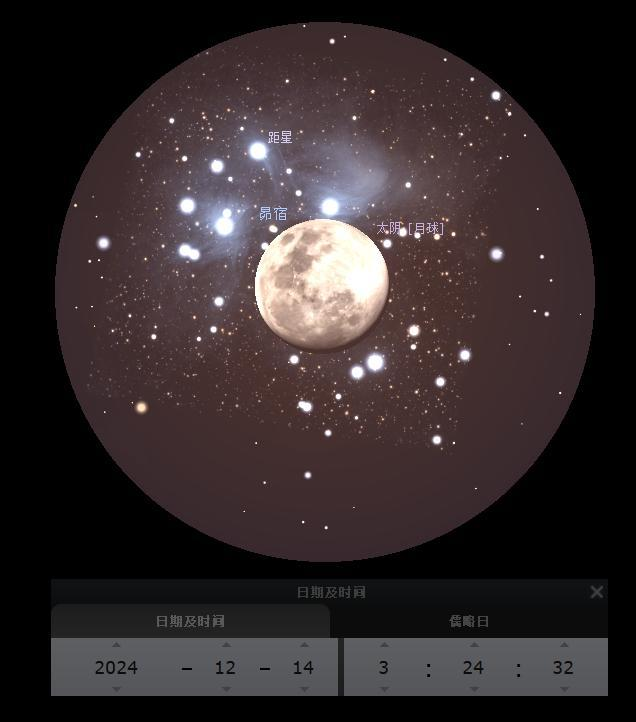 距星
昴宿
太阴 [月球]
日期及时间
日期及时间 儒略日
2024 - 12 - 14 3 : 24 : 32